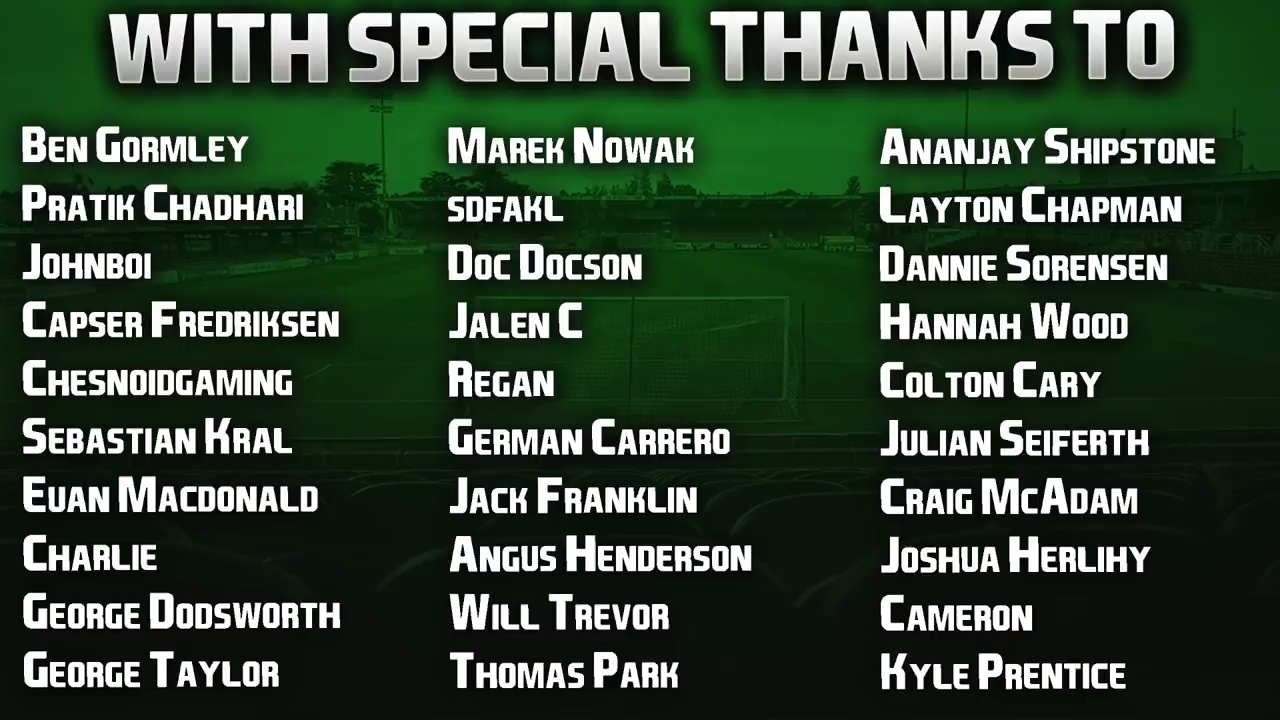 WITH SPECIAL THANKS TO
BEN GORMLEY
PRATIK CHADHARI
JOHNBOI
CAPSER FREDRIKSEN
CHESNOIDGAMING
SEBASTIAN KRAL
EUAN MACDONALD
CHARLIE
GEORGE DODSWORTH
GEORGE TAYLOR
MAREK NOWAK
SDFAKL
DOC DOCSON
JALEN C
REGAN
GERMAN CARRERO
JACK FRANKLIN
ANGUS HENDERSON
WILL TREVOR
THOMAS PARK
ANANJAY SHIPSTONE
LAYTON CHAPMAN
DANNIE SORENSEN
HANNAH WOOD
COLTON CARY
JULIAN SEIFERTH
CRAIG MCADAM
JOSHUA HERLIHY
CAMERON
KYLE PRENTICE